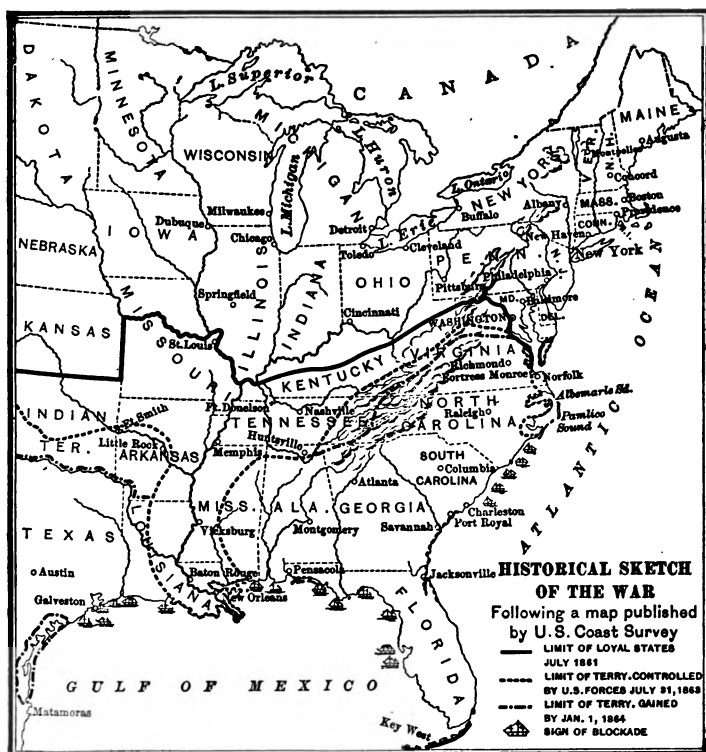 CANADA
DAKOTA
MINNESOTA
L. Superior
MICHIGAN
WISCONSIN
L. Michigan
L. Huron
L. Ontario
NEW YORK
VER.
N.H.
MAINE
Montpelier
Augusta
Concord
Milwaukee
Detroit
L. Erie
Buffalo
Albany
MASS.
Boston
CONN.
Providence
Dubuque
IOWA
Chicago
Toledo
Cleveland
New Haven
New York
NEBRASKA
ILLINOIS
INDIANA
OHIO
PENN.
Pittsburg
Philadelphia
Springfield
Cincinnati
MD.
Baltimore
WASHINGTON
DEL.
KANSAS
MISSOURI
St. Louis
KENTUCKY
VIRGINIA
Richmond
Fortress Monroe
Norfolk
INDIAN
TER.
Ft. Smith
Ft. Donelson
Nashville
TENNESSEE
NORTH
CAROLINA
Raleigh
Albemarle Sd.
Pamlico
Sound
Little Rock
ARKANSAS
Memphis
Huntsville
SOUTH
CAROLINA
Columbia
Atlanta
MISS.
ALA.
GEORGIA
Charleston
Port Royal
Savannah
ATLANTIC OCEAN
TEXAS
LOUISIANA
Vicksburg
Montgomery
Austin
Baton Rouge
Pensacola
Jacksonville
Galveston
New Orleans
FLORIDA
GULF OF MEXICO
Matamoras
Key West
HISTORICAL SKETCH
OF THE WAR
Following a map published
by U.S. Coast Survey
LIMIT OF LOYAL STATES
JULY 1861
LIMIT OF TERRY. CONTROLLED
BY U.S. FORCES JULY 31, 1863
LIMIT OF TERRY. GAINED
BY JAN. 1, 1864
SIGN OF BLOCKADE